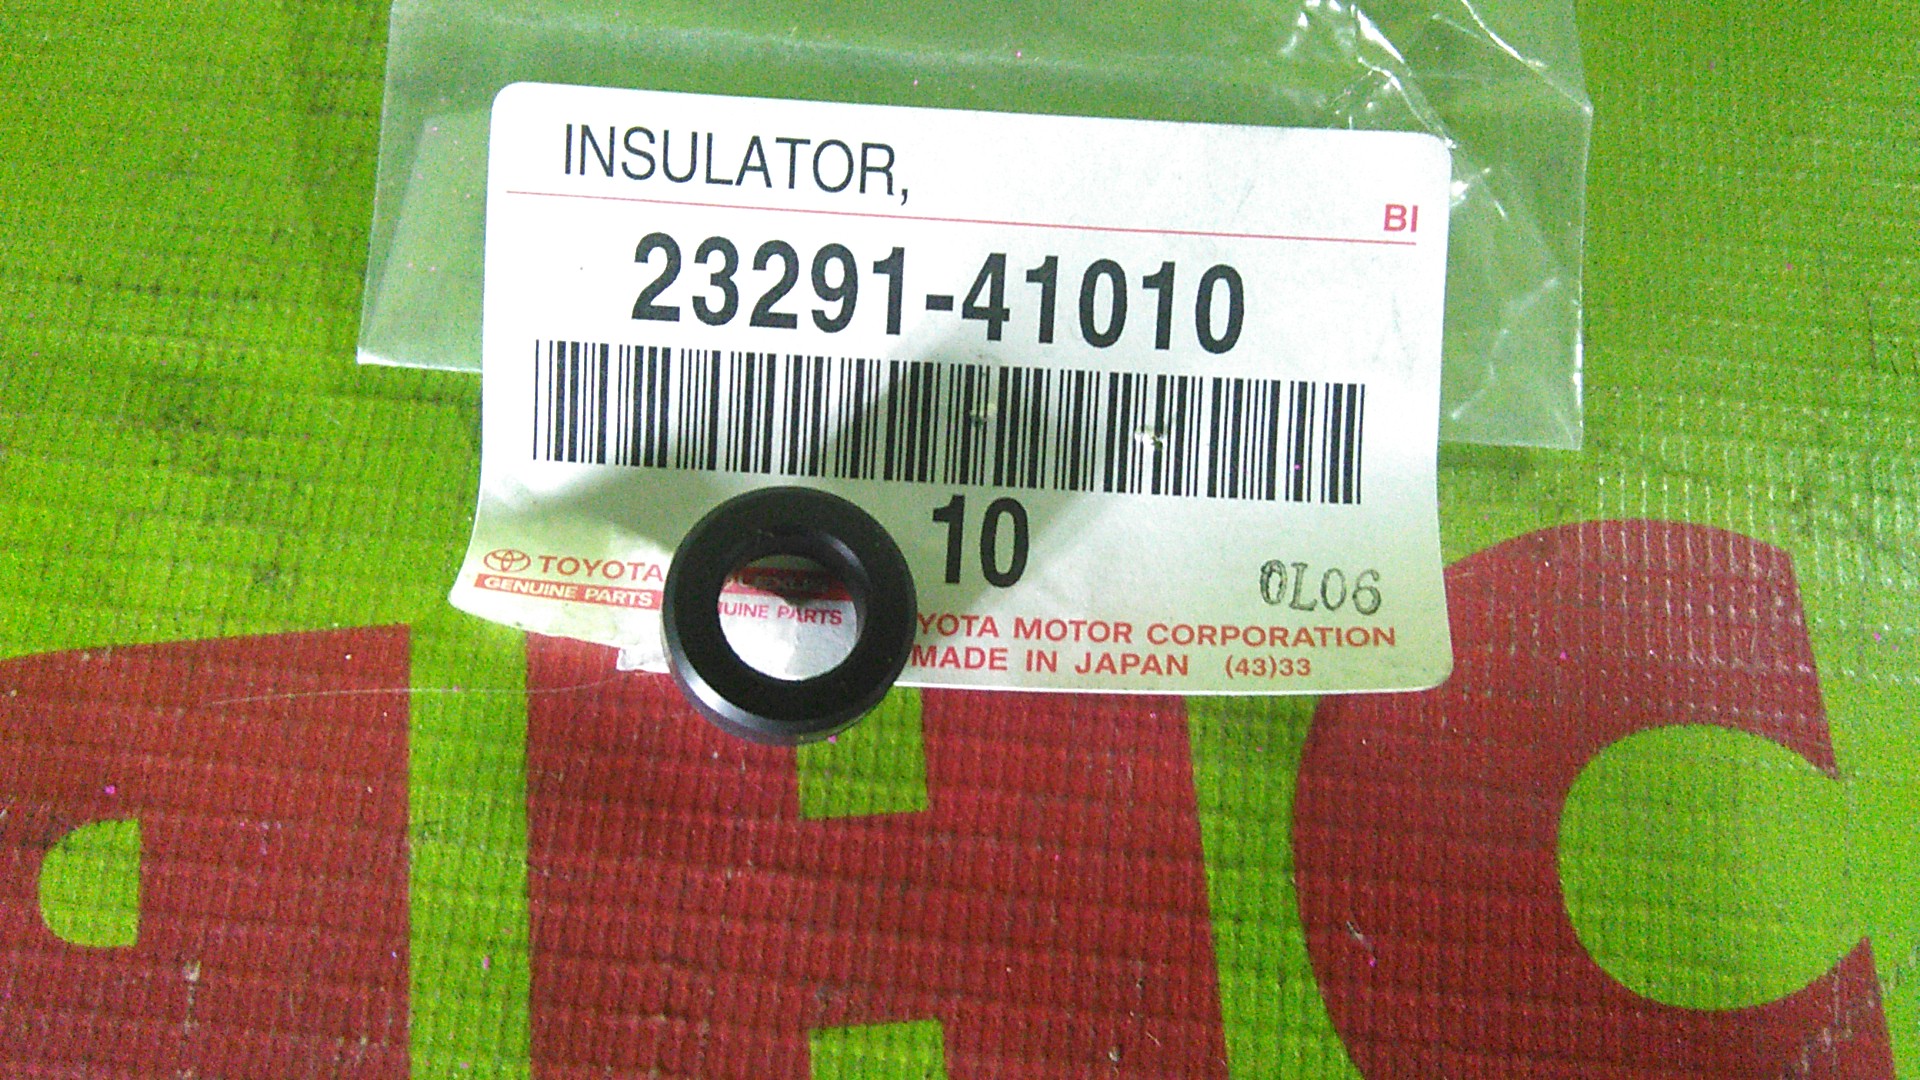 INSULATOR,
BI
23291-41010
10
TOYOTA
GENUINE PARTS
LEXUS
UINE PARTS
0L06
YOTA MOTOR CORPORATION
MADE IN JAPAN (43)33